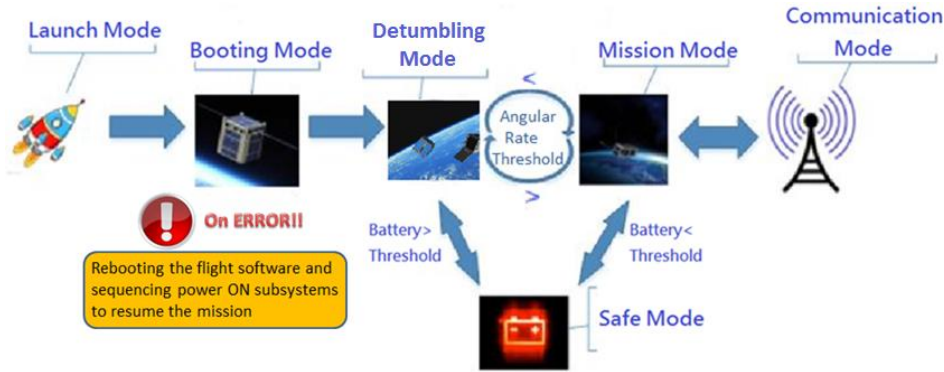 Launch Mode
Booting Mode
Detumbling
Mode
Mission Mode
Communication
Mode
<
Angular
Rate
Threshold
>
On ERROR!!
Rebooting the flight software and
sequencing power ON subsystems
to resume the mission
Battery>
Threshold
Battery<
Threshold
Safe Mode